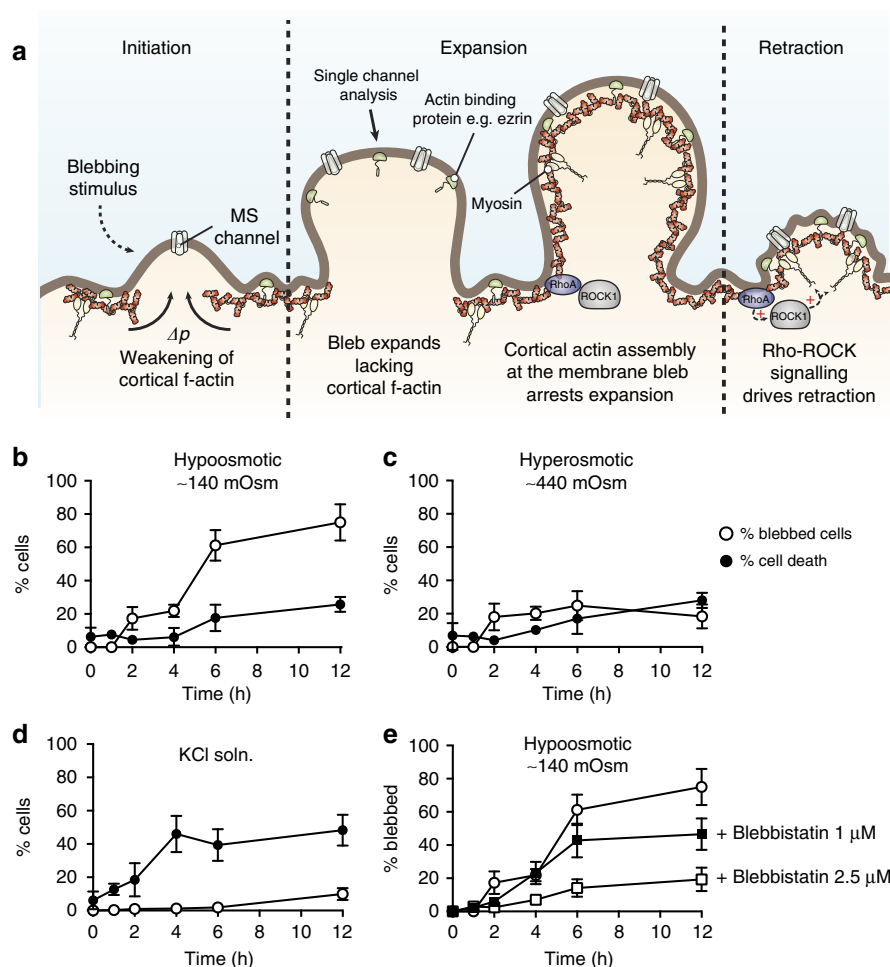 a
Initiation
Expansion
Retraction
Single channel
analysis
Actin binding
protein e.g. ezrin
Blebbing
stimulus
MS
channel
Myosin
RhoA
ROCK1
RhoA
+
ROCK1
+
Δp
Weakening of
cortical f-actin
Bleb expands
lacking
cortical f-actin
Cortical actin assembly
at the membrane bleb
arrests expansion
Rho-ROCK
signalling
drives retraction
b
Hypoosmotic
~140 mOsm
% cells
100
80
60
40
20
0
0 2 4 6 8 10 12
Time (h)
c
Hyperosmotic
~440 mOsm
% cells
100
80
60
40
20
0
0 2 4 6 8 10 12
Time (h)
% blebbed cells
% cell death
d
KCl soln.
% cells
100
80
60
40
20
0
0 2 4 6 8 10 12
Time (h)
e
Hypoosmotic
~140 mOsm
% blebbed
100
80
60
40
20
0
0 2 4 6 8 10 12
Time (h)
+ Blebbistatin 1 μM
+ Blebbistatin 2.5 μM